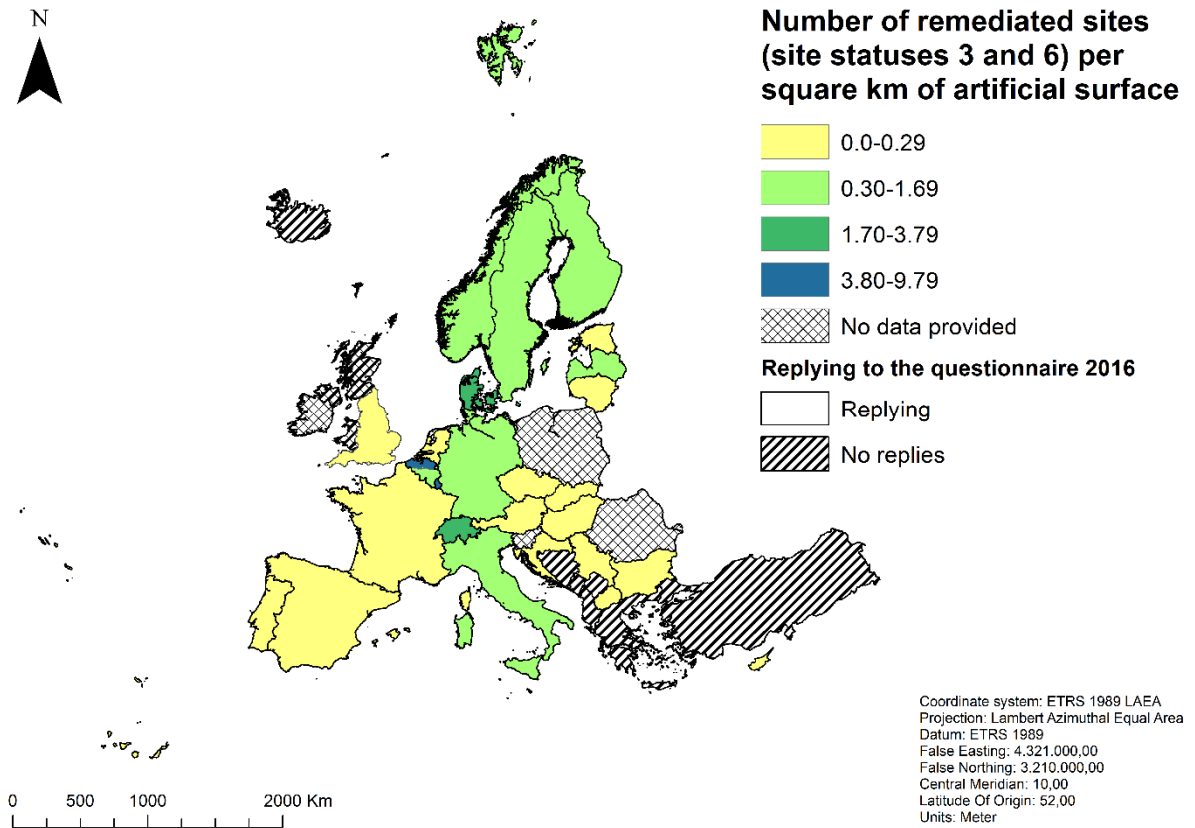 N
Number of remediated sites
(site statuses 3 and 6) per
square km of artificial surface
0.0-0.29
0.30-1.69
1.70-3.79
3.80-9.79
No data provided
Replying to the questionnaire 2016
Replying
No replies
Coordinate system: ETRS 1989 LAEA
Projection: Lambert Azimuthal Equal Area
Datum: ETRS 1989
False Easting: 4.321.000,00
False Northing: 3.210.000,00
Central Meridian: 10,00
Latitude Of Origin: 52,00
Units: Meter
0 500 1000 2000 Km